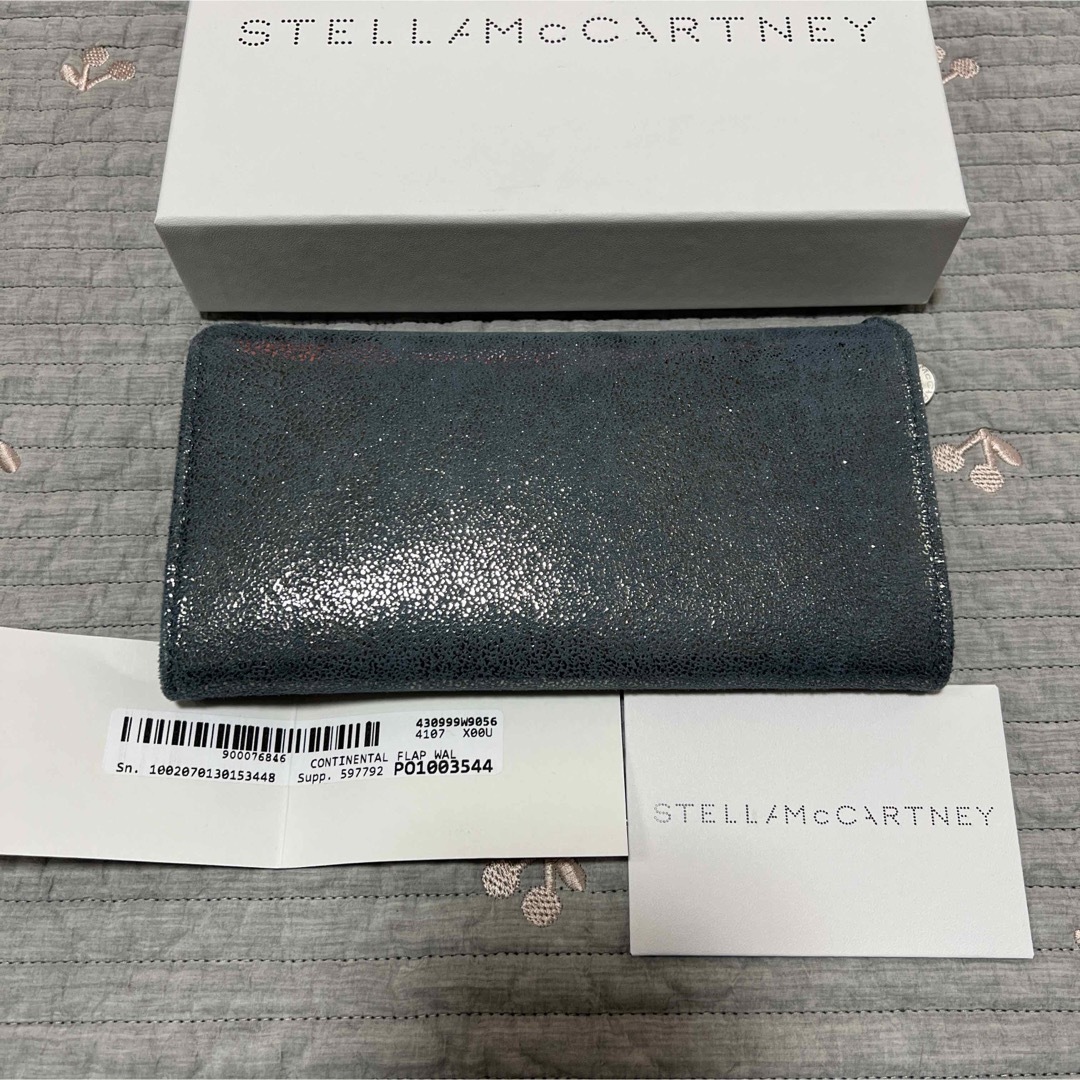 STELLAMcCARTNEY
430999W9056
4107 X00U
900076846
CONTINENTAL FLAP WAL
Sn. 1002070130153448 Supp. 597792 PO1003544
STELLAMcCARTNEY